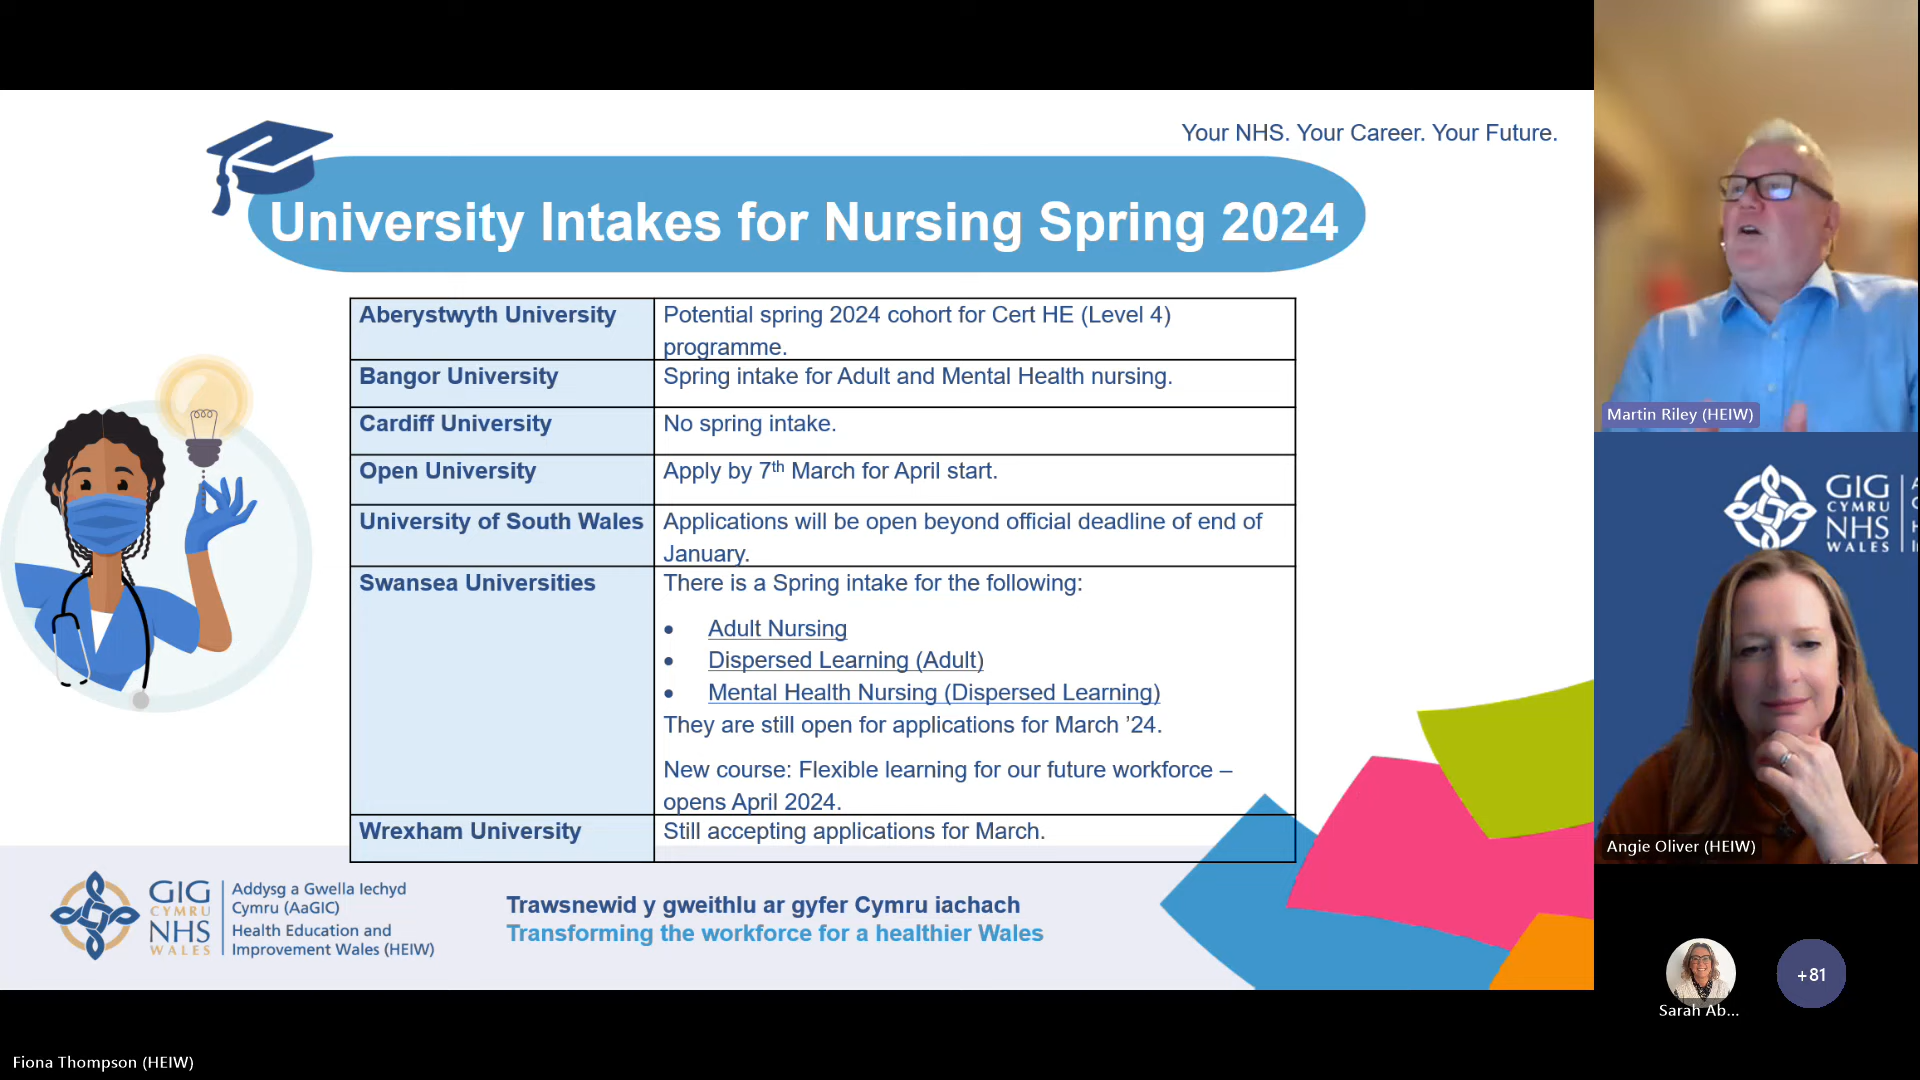 Your NHS. Your Career. Your Future.
University Intakes for Nursing Spring 2024
Aberystwyth University
Potential spring 2024 cohort for Cert HE (Level 4)
programme.
Bangor University
Spring intake for Adult and Mental Health nursing.
Cardiff University
No spring intake.
Open University
Apply by 7th March for April start.
University of South Wales
Applications will be open beyond official deadline of end of
January.
Swansea Universities
There is a Spring intake for the following:
• Adult Nursing
• Dispersed Learning (Adult)
• Mental Health Nursing (Dispersed Learning)
They are still open for applications for March ’24.
New course: Flexible learning for our future workforce –
opens April 2024.
Wrexham University
Still accepting applications for March.
GIG
CYMRU
NHS
WALES
Addysg a Gwella Iechyd
Cymru (AaGIC)
Health Education and
Improvement Wales (HEIW)
Trawsnewid y gweithlu ar gyfer Cymru iachach
Transforming the workforce for a healthier Wales
Fiona Thompson (HEIW)
Martin Riley (HEIW)
GIG
CYMRU
NHS
WALES
Angie Oliver (HEIW)
Sarah Ab...
+81